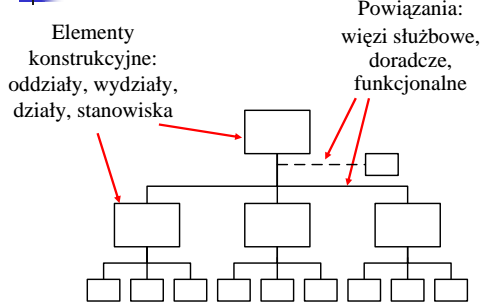 Elementy
konstrukcyjne:
oddziały, wydziały,
działy, stanowiska
Powiązania:
więzi służbowe,
doradcze,
funkcjonalne